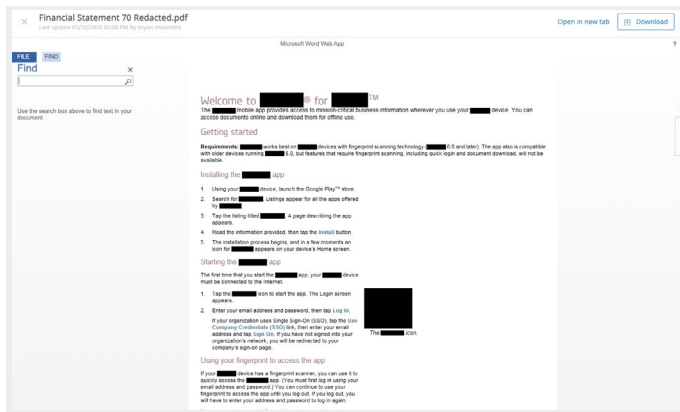 Financial Statement 70 Redacted.pdf
Last update 03/10/2020 01:00 PM by bryan mannetta
Open in new tab
Download
Microsoft Word Web App
?
FILE FIND
Find
Use the search box above to find text in your
document.
Welcome to ® for ™
The mobile app provides access to mission-critical business information wherever you use your device. You can
access documents online and download them for offline use.
Getting started
Requirements: works best on devices with fingerprint scanning technology ( 6.0 and later). The app also is compatible
with older devices running 5.0, but features that require fingerprint scanning, including quick login and document download, will not be
available.
Installing the app
1. Using your device, launch the Google Play™ store.
2. Search for . Listings appear for all the apps offered
by
3. Tap the listing titled . A page describing the app
appears.
4. Read the information provided, then tap the Install button.
5. The installation process begins, and in a few moments an
icon for appears on your device's Home screen.
Starting the app
The first time that you start the app, your device
must be connected to the Internet.
1. Tap the icon to start the app. The Login screen
appears.
2. Enter your email address and password, then tap Log In.
If your organization uses Single Sign-On (SSO), tap the Use
Company Credentials (SSO) link, then enter your email
address and tap Sign On. If you have not signed into your
organization's network, you will be redirected to your
company's sign-on page.
The icon.
Using your fingerprint to access the app
If your device has a fingerprint scanner, you can use it to
quickly access the app. (You must first log in using your
email address and password.) You can continue to use your
fingerprint to access the app until you log out. If you log out, you
will have to enter your address and password to log in again.